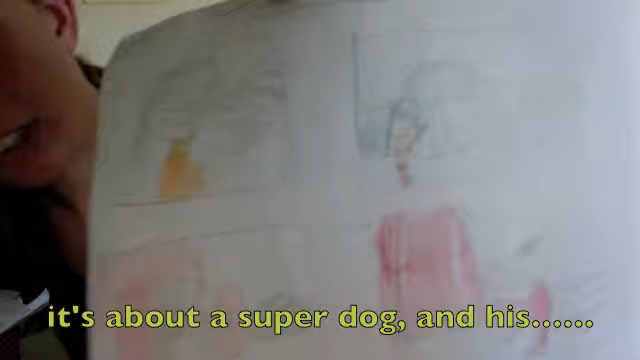 it's about a super dog, and his......